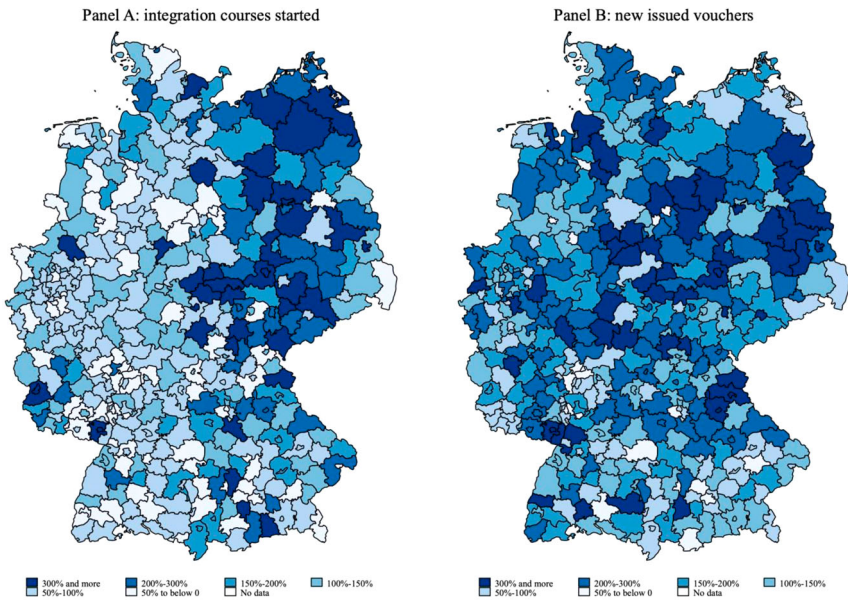 Panel A: integration courses started
Panel B: new issued vouchers
300% and more 200%-300% 150%-200% 100%-150%
50%-100% 50% to below 0 No data
300% and more 200%-300% 150%-200% 100%-150%
50%-100% 50% to below 0 No data